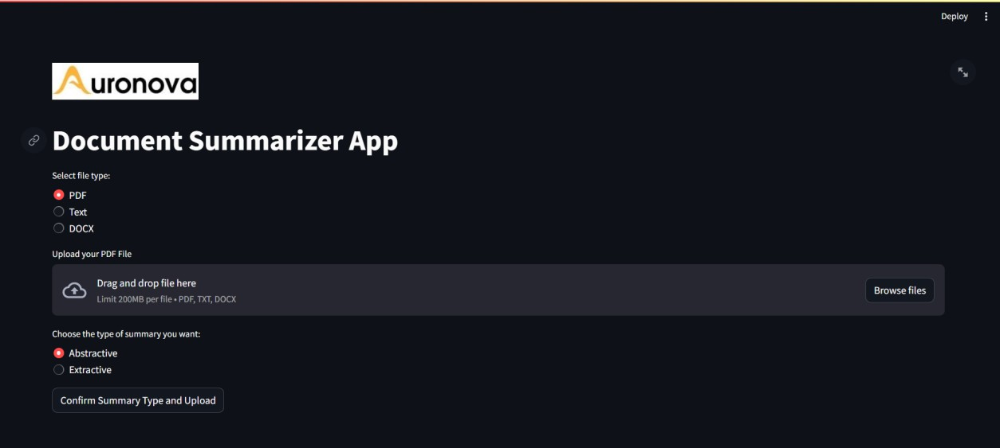 Deploy
Auronova
Document Summarizer App
Select file type:
PDF
Text
DOCX
Upload your PDF File
Drag and drop file here
Limit 200MB per file • PDF, TXT, DOCX
Browse files
Choose the type of summary you want:
Abstractive
Extractive
Confirm Summary Type and Upload